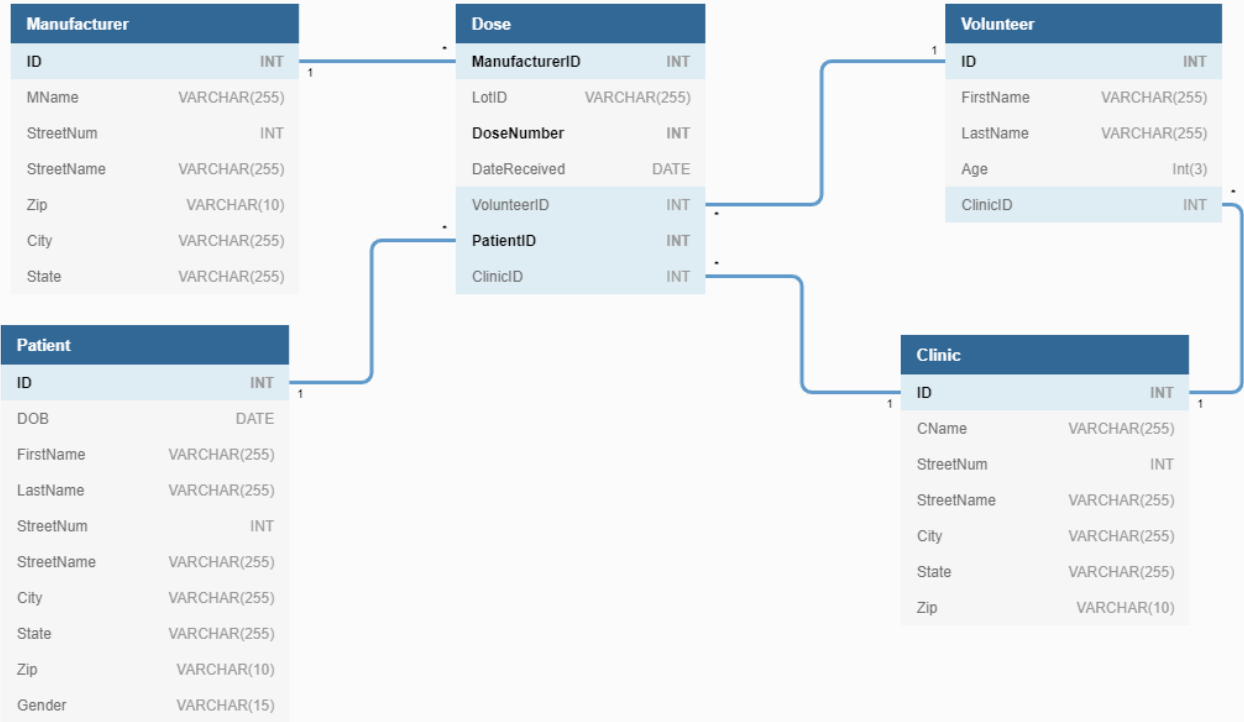 Manufacturer
ID INT
MName VARCHAR(255)
StreetNum INT
StreetName VARCHAR(255)
Zip VARCHAR(10)
City VARCHAR(255)
State VARCHAR(255)
1
*
Dose
ManufacturerID INT
LotID VARCHAR(255)
DoseNumber INT
DateReceived DATE
VolunteerID INT
PatientID INT
ClinicID INT
*
*
*
1
Volunteer
ID INT
FirstName VARCHAR(255)
LastName VARCHAR(255)
Age Int(3)
ClinicID INT
*
Patient
ID INT
DOB DATE
FirstName VARCHAR(255)
LastName VARCHAR(255)
StreetNum INT
StreetName VARCHAR(255)
City VARCHAR(255)
State VARCHAR(255)
Zip VARCHAR(10)
Gender VARCHAR(15)
1
Clinic
ID INT
CName VARCHAR(255)
StreetNum INT
StreetName VARCHAR(255)
City VARCHAR(255)
State VARCHAR(255)
Zip VARCHAR(10)
1
1